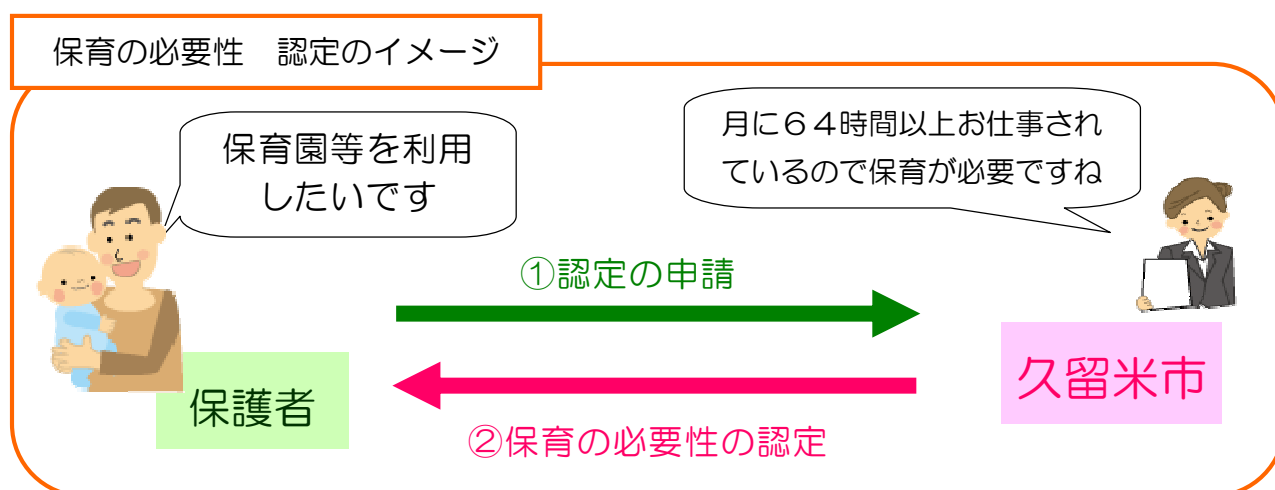 保育の必要性　認定のイメージ
保育園等を利用
したいです
月に６４時間以上お仕事され
ているので保育が必要ですね
①認定の申請
保護者
久留米市
②保育の必要性の認定